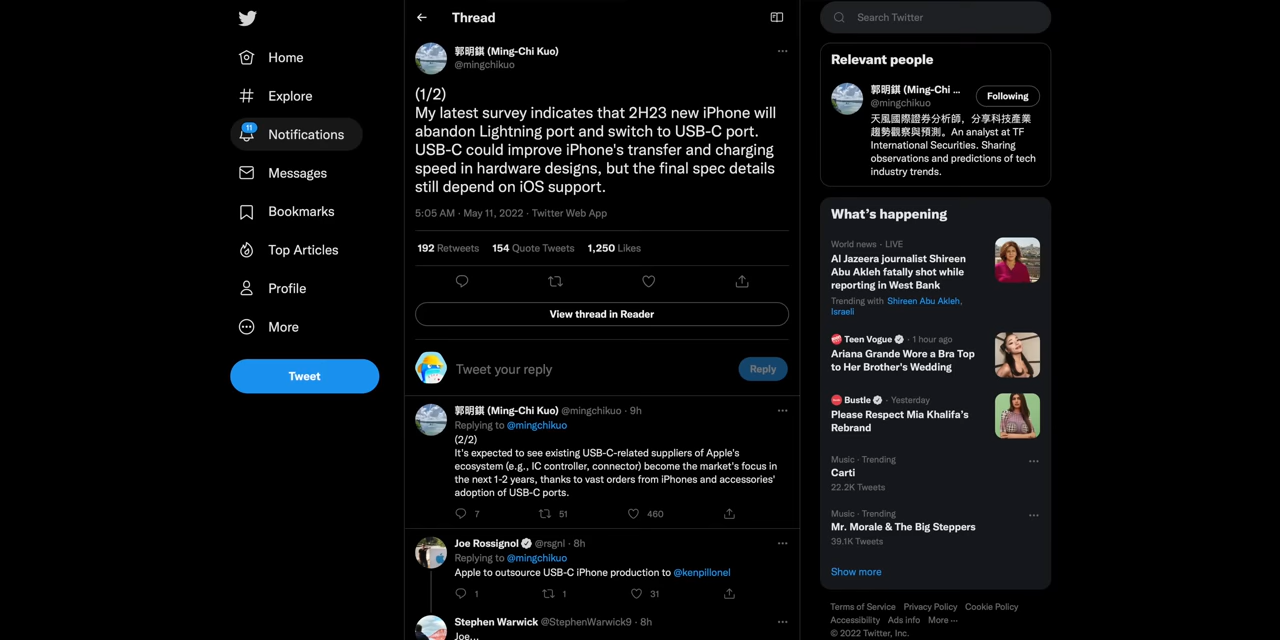 Home
Explore
11
Notifications
Messages
Bookmarks
Top Articles
Profile
More
Tweet
Thread
郭明錤 (Ming-Chi Kuo)
@mingchikuo
(1/2)
My latest survey indicates that 2H23 new iPhone will
abandon Lightning port and switch to USB-C port.
USB-C could improve iPhone's transfer and charging
speed in hardware designs, but the final spec details
still depend on iOS support.
5:05 AM · May 11, 2022 · Twitter Web App
192 Retweets 154 Quote Tweets 1,250 Likes
View thread in Reader
Tweet your reply
Reply
郭明錤 (Ming-Chi Kuo) @mingchikuo · 9h
Replying to @mingchikuo
(2/2)
It's expected to see existing USB-C-related suppliers of Apple's
ecosystem (e.g., IC controller, connector) become the market's focus in
the next 1-2 years, thanks to vast orders from iPhones and accessories'
adoption of USB-C ports.
7 51 460
Joe Rossignol @rsgnl · 8h
Replying to @mingchikuo
Apple to outsource USB-C iPhone production to @kenpillonel
1 1 31
Stephen Warwick @StephenWarwick9 · 8h
Joe...
Search Twitter
Relevant people
郭明錤 (Ming-Chi ...
@mingchikuo
Following
天風國際證券分析師，分享科技產業
趨勢觀察與預測。An analyst at TF
International Securities. Sharing
observations and predictions of tech
industry trends.
What's happening
World news · LIVE
Al Jazeera journalist Shireen
Abu Akleh fatally shot while
reporting in West Bank
Trending with Shireen Abu Akleh,
Israeli
Teen Vogue · 1 hour ago
Ariana Grande Wore a Bra Top
to Her Brother's Wedding
Bustle · Yesterday
Please Respect Mia Khalifa's
Rebrand
Music · Trending
Carti
22.2K Tweets
Music · Trending
Mr. Morale & The Big Steppers
39.1K Tweets
Show more
Terms of Service Privacy Policy Cookie Policy
Accessibility Ads info More ...
© 2022 Twitter, Inc.